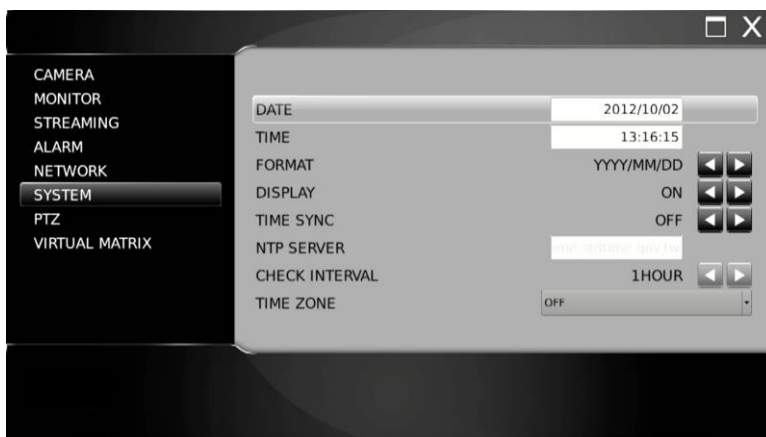 X
CAMERA
MONITOR
STREAMING
ALARM
NETWORK
SYSTEM
PTZ
VIRTUAL MATRIX
DATE 2012/10/02
TIME 13:16:15
FORMAT YYYY/MM/DD
DISPLAY ON
TIME SYNC OFF
NTP SERVER
CHECK INTERVAL 1HOUR
TIME ZONE OFF